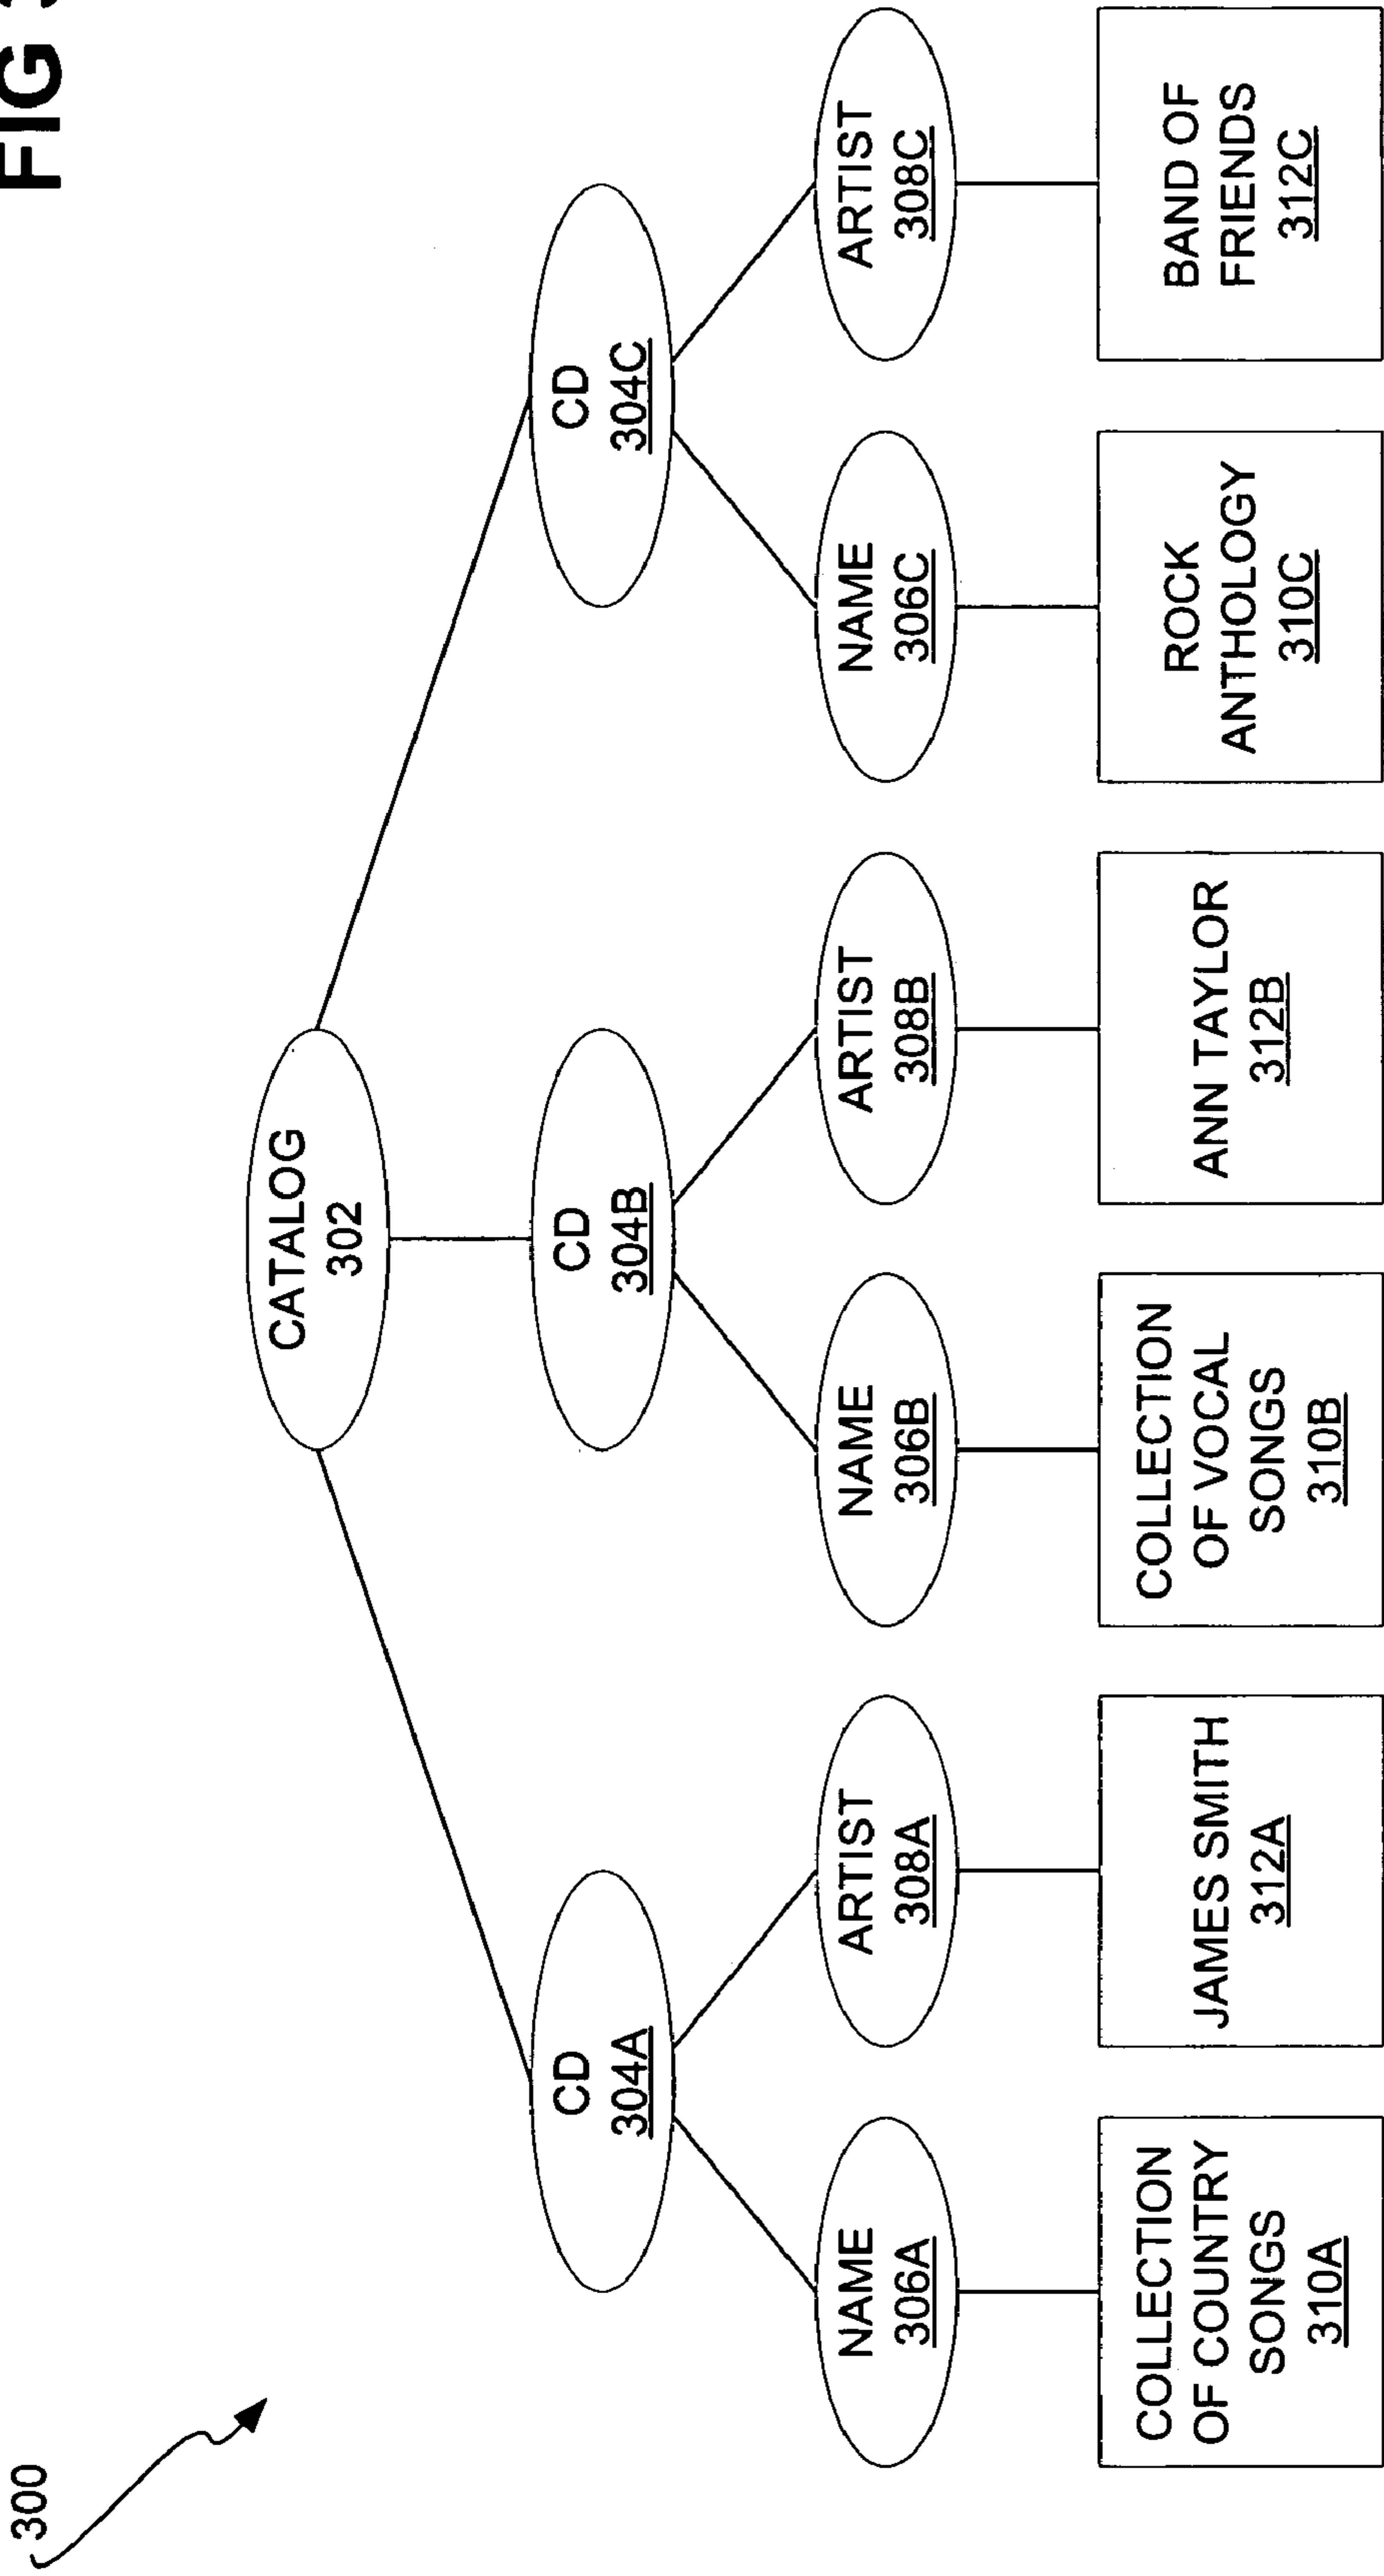 FIG
300
CATALOG
302
CD
304A
CD
304B
CD
304C
NAME
306A
ARTIST
308A
NAME
306B
ARTIST
308B
NAME
306C
ARTIST
308C
COLLECTION
OF COUNTRY
SONGS
310A
JAMES SMITH
312A
COLLECTION
OF VOCAL
SONGS
310B
ANN TAYLOR
312B
ROCK
ANTHOLOGY
310C
BAND OF
FRIENDS
312C